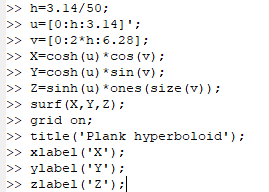 >> h=3.14/50;
>> u=[0:h:3.14]';
>> v=[0:2*h:6.28];
>> X=cosh(u)*cos(v);
>> Y=cosh(u)*sin(v);
>> Z=sinh(u)*ones(size(v));
>> surf(X,Y,Z);
>> grid on;
>> title('Plank hyperboloid');
>> xlabel('X');
>> ylabel('Y');
>> zlabel('Z');